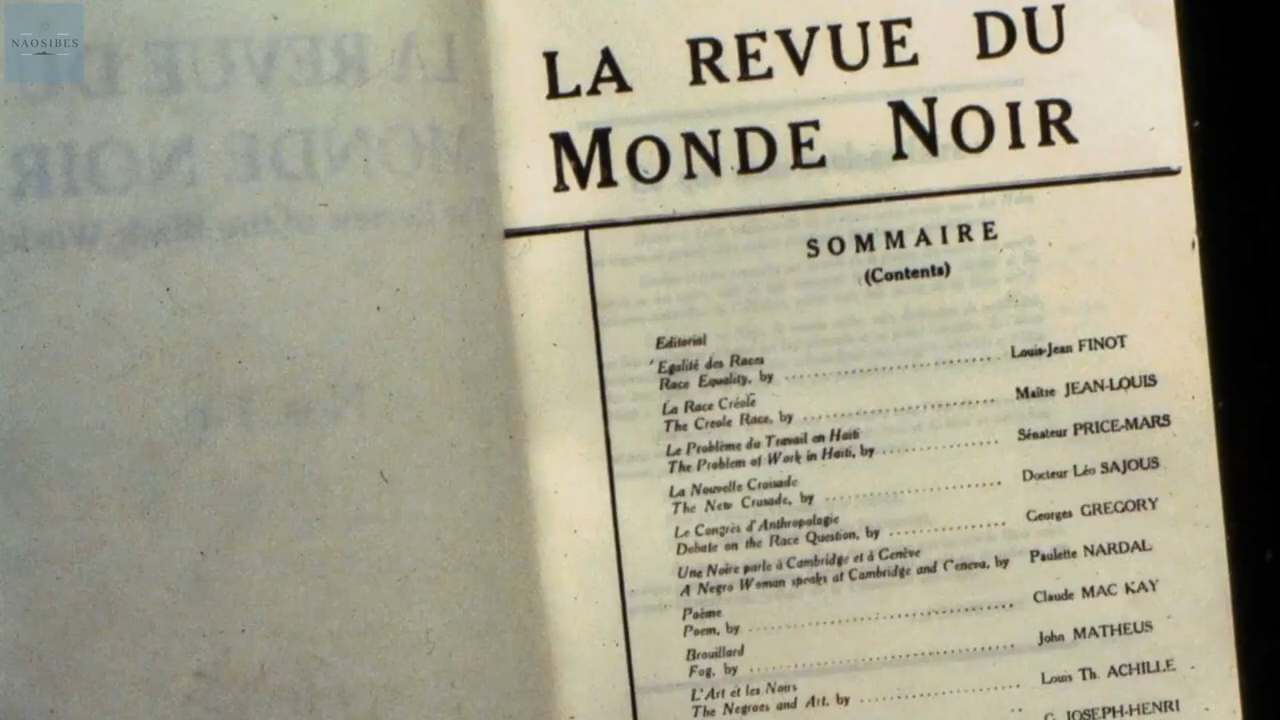 NAOSIBES
LA REVUE DU
MONDE NOIR
SOMMAIRE
(Contents)
Editorial
Egalité des Races
Race Equality, by .......... Louis-Jean FINOT
La Race Créole
The Creole Race, by .......... Maître JEAN-LOUIS
Le Problème du Travail en Haïti
The Problem of Work in Haiti, by .......... Sénateur PRICE-MARS
La Nouvelle Croisade
The New Crusade, by .......... Docteur Léo SAJOUS
Le Congrès d'Anthropologie
Debate on the Race Question, by .......... Georges GREGORY
Une Noire parle à Cambridge et à Genève
A Negro Woman speaks at Cambridge and Geneva, by Paulette NARDAL
Poème
Poem, by .......... Claude MAC KAY
Brouillard
Fog, by .......... John MATHEUS
L'Art et les Noirs
The Negroes and Art, by .......... Louis Th. ACHILLE
JOSEPH-HENRI